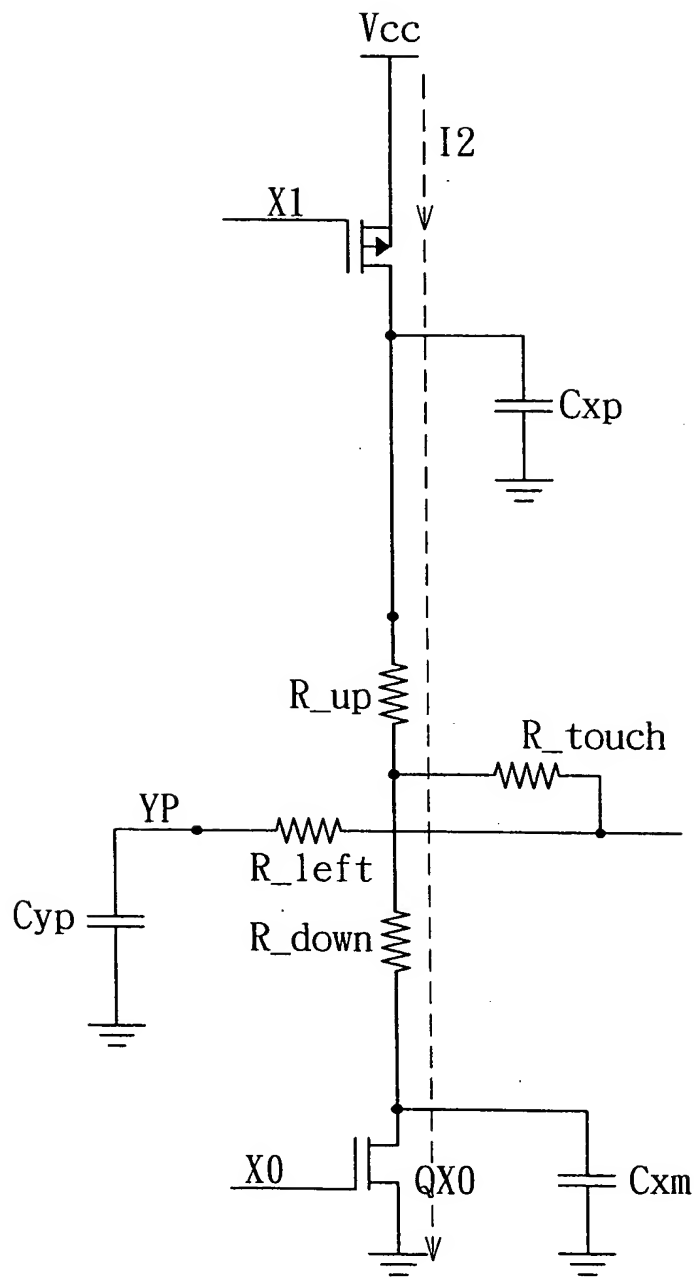 Vcc
I2
X1
Cxp
R_up
R_touch
YP
R_left
Cyp
R_down
X0
QX0
Cxm